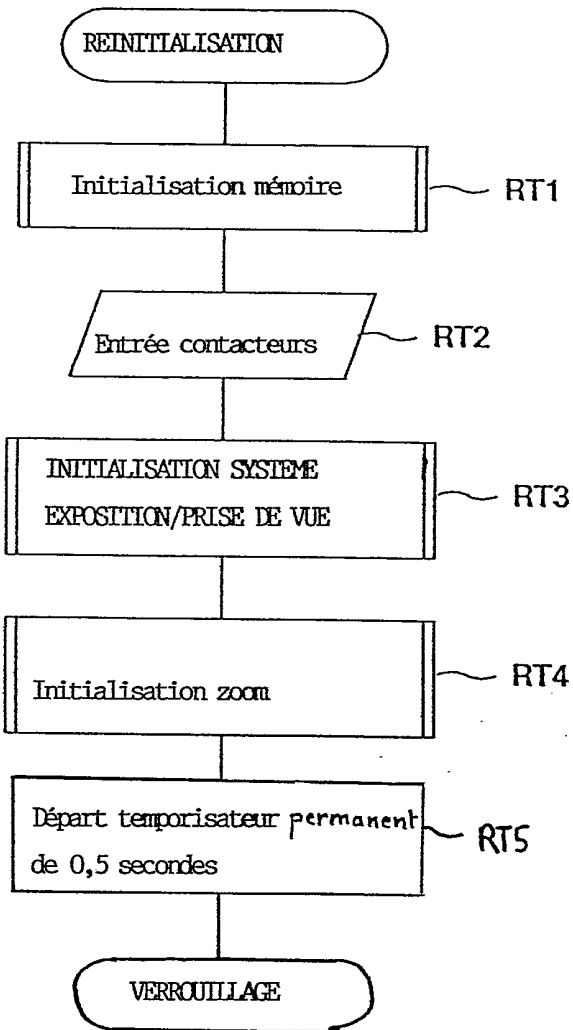 REINITIALISATION
Initialisation mémoire
RT1
Entrée contacteurs
RT2
INITIALISATION SYSTEME
EXPOSITION/PRISE DE VUE
RT3
Initialisation zoom
RT4
Départ temporisateur permanent
de 0,5 secondes
RT5
VERROUILLAGE